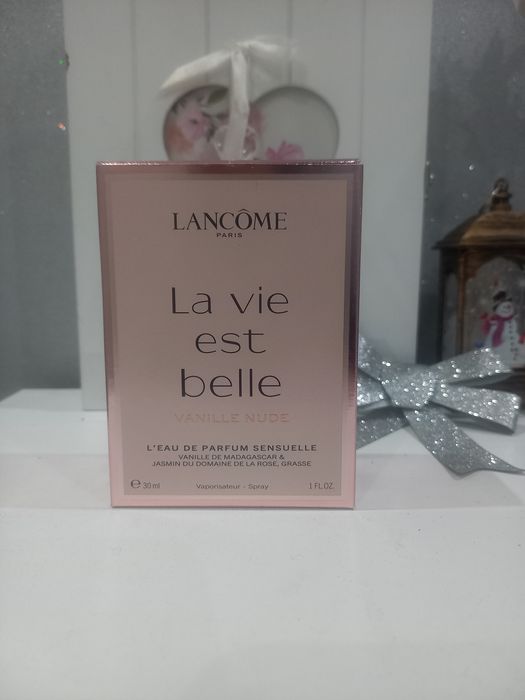 LANCÔME
PARIS
La vie
est
belle
VANILLE NUDE
L'EAU DE PARFUM SENSUELLE
VANILLE DE MADAGASCAR &
JASMIN DU DOMAINE DE LA ROSE, GRASSE
e 30 ml Vaporisateur - Spray 1 FL.OZ.